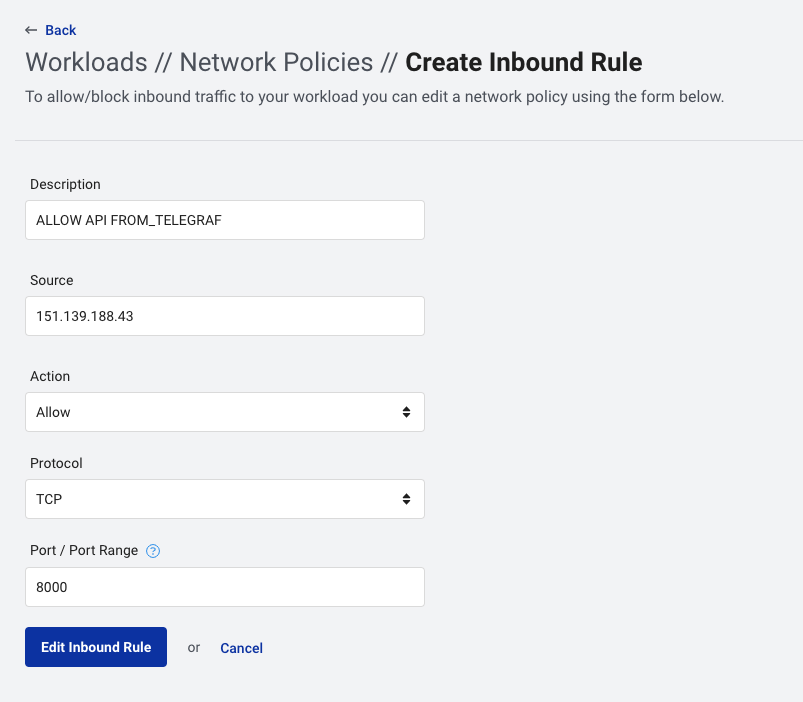 ← Back
Workloads // Network Policies // Create Inbound Rule
To allow/block inbound traffic to your workload you can edit a network policy using the form below.
Description
ALLOW API FROM_TELEGRAF
Source
151.139.188.43
Action
Allow
Protocol
TCP
Port / Port Range ?
8000
Edit Inbound Rule or Cancel